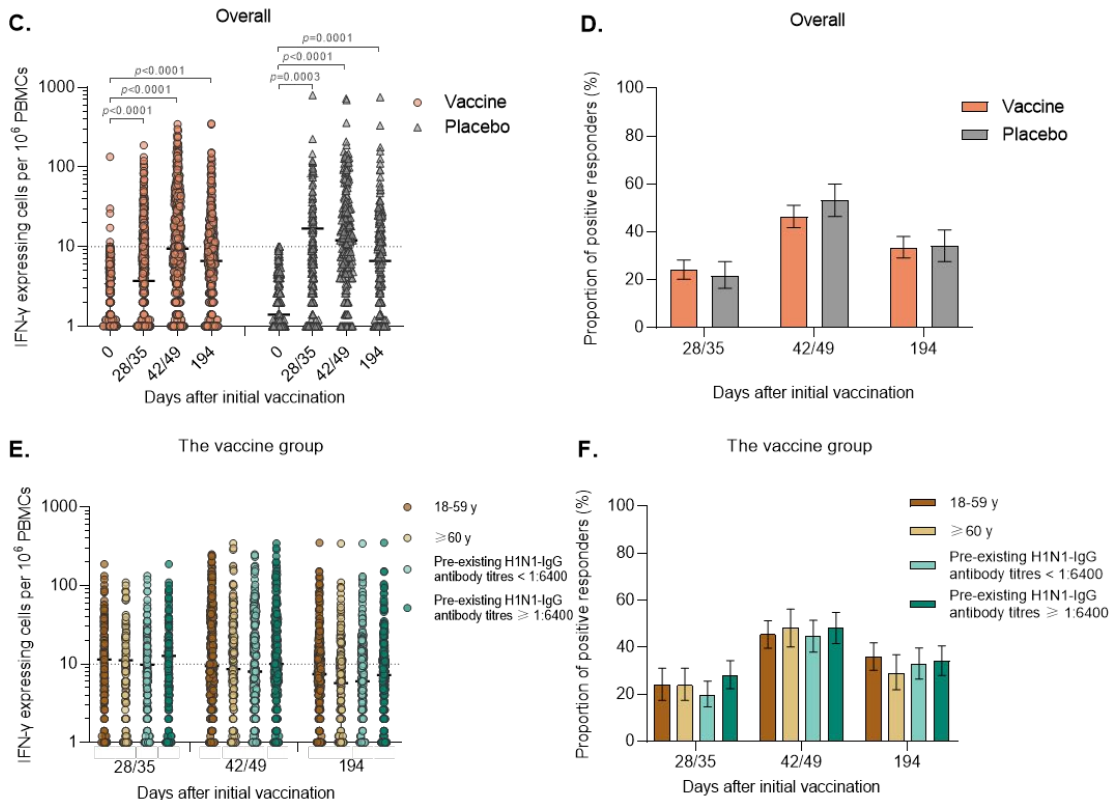 C.
Overall
p=0.0001
p<0.0001
p=0.0003
p<0.0001
p<0.0001
p<0.0001
IFN-γ expressing cells per 10⁶ PBMCs
1000
100
10
1
Vaccine
Placebo
0
28/35
42/49
194
0
28/35
42/49
194
Days after initial vaccination
D.
Overall
Proportion of positive responders (%)
100
80
60
40
20
0
Vaccine
Placebo
28/35
42/49
194
Days after initial vaccination
E.
The vaccine group
IFN-γ expressing cells per 10⁶ PBMCs
1000
100
10
1
18-59 y
≥60 y
Pre-existing H1N1-IgG
antibody titres < 1:6400
Pre-existing H1N1-IgG
antibody titres ≥ 1:6400
28/35
42/49
194
Days after initial vaccination
F.
The vaccine group
Proportion of positive responders (%)
100
80
60
40
20
0
18-59 y
≥60 y
Pre-existing H1N1-IgG
antibody titres < 1:6400
Pre-existing H1N1-IgG
antibody titres ≥ 1:6400
28/35
42/49
194
Days after initial vaccination